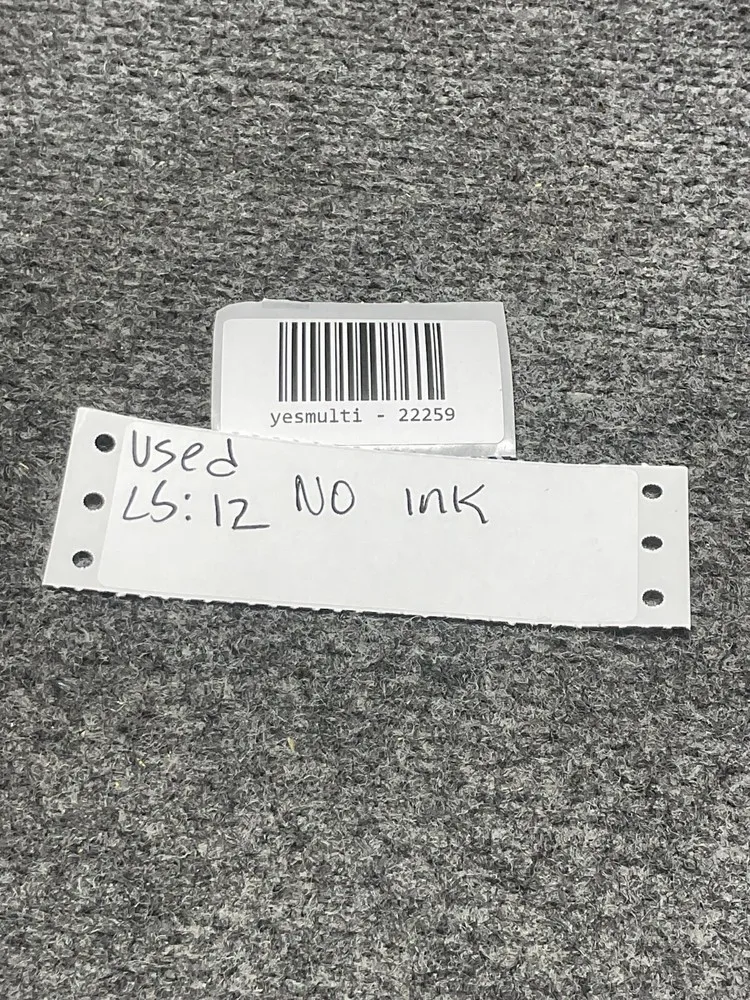 yesmulti - 22259
Used
LS: 12 NO ink